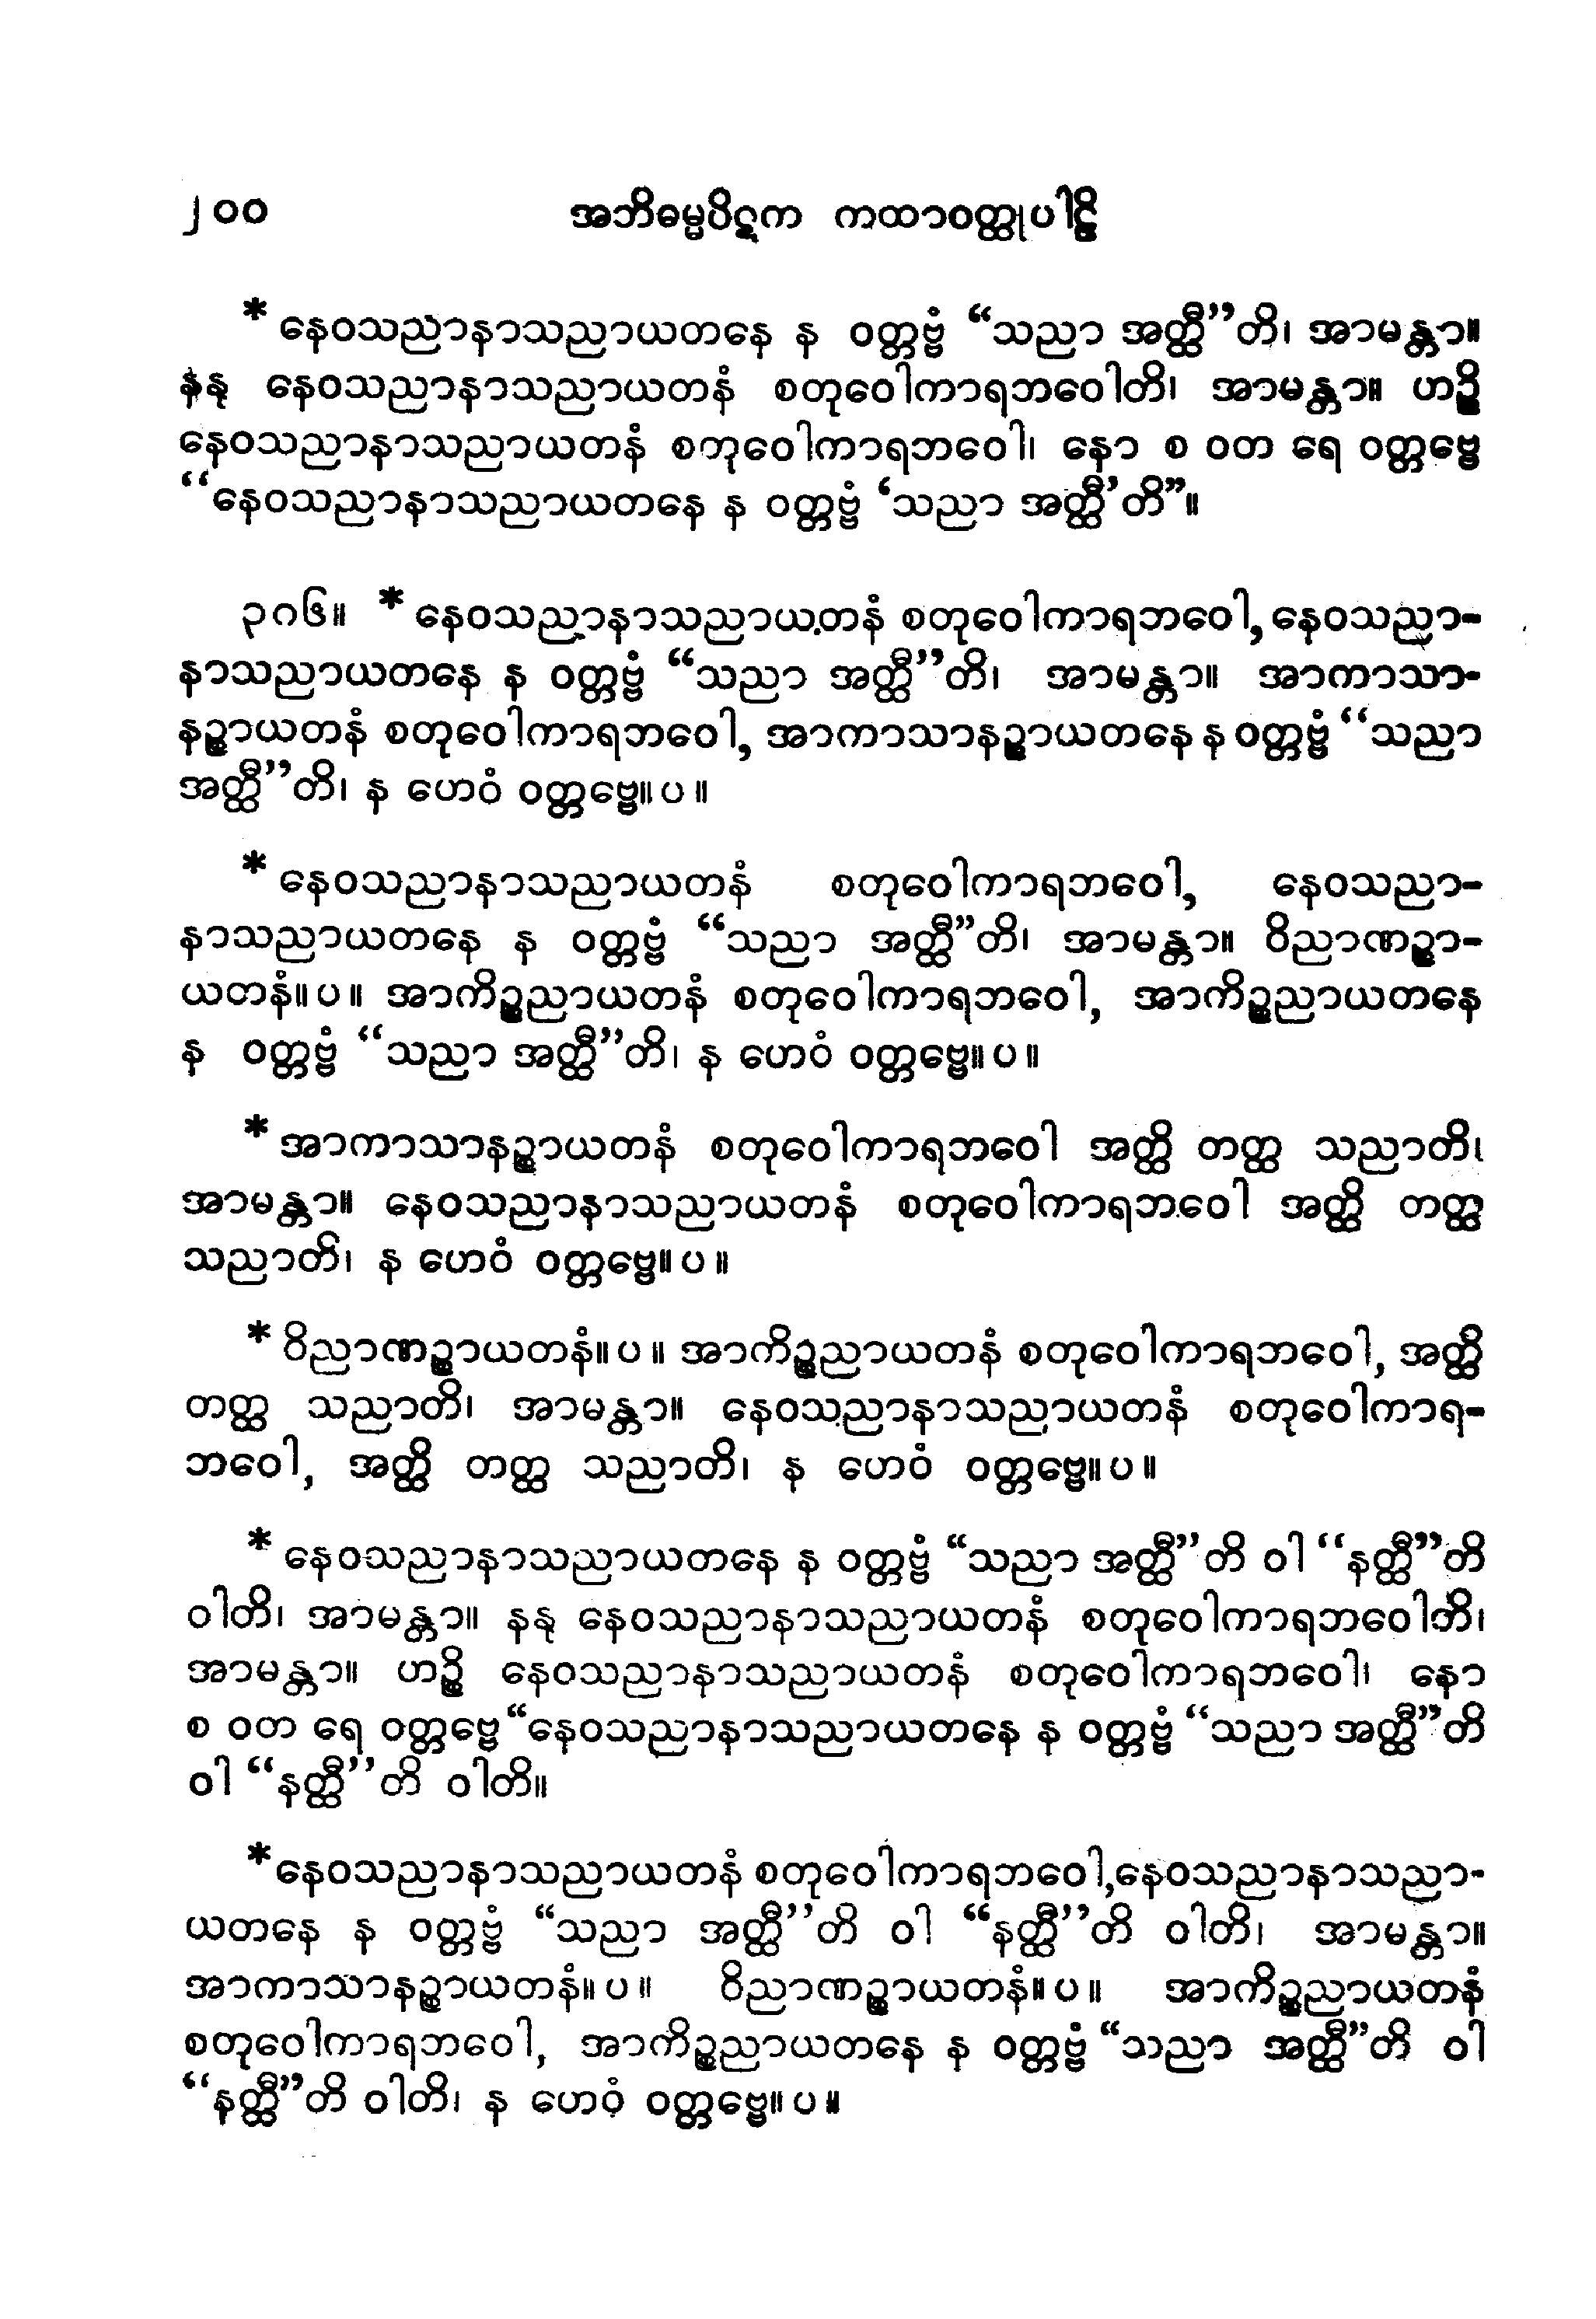 ၂၀၀ အဘိဓမ္မပိဋက ကထာဝတ္ထုပါဠိ
* နေဝသညာနာသညာယတနေ န ဝတ္တဗ္ဗံ “သညာ အတ္ထီ”တိ၊ အာမန္တာ။
နနု နေဝသညာနာသညာယတနံ စတုဝေါကာရဘဝေါတိ၊ အာမန္တာ။ ဟဉ္စိ
နေဝသညာနာသညာယတနံ စတုဝေါကာရဘဝေါ၊ နော စ ဝတ ရေ ဝတ္တဗ္ဗေ
“နေဝသညာနာသညာယတနေ န ဝတ္တဗ္ဗံ ‘သညာ အတ္ထီ’တိ”။
၃၈၆။ * နေဝသညာနာသညာယတနံ စတုဝေါကာရဘဝေါ, နေဝသညာ-
နာသညာယတနေ န ဝတ္တဗ္ဗံ “သညာ အတ္ထီ”တိ၊ အာမန္တာ။ အာကာသာ-
နဉ္စာယတနံ စတုဝေါကာရဘဝေါ, အာကာသာနဉ္စာယတနေ န ဝတ္တဗ္ဗံ “သညာ
အတ္ထီ”တိ၊ န ဟေဝံ ဝတ္တဗ္ဗေ။ ပ ။
* နေဝသညာနာသညာယတနံ စတုဝေါကာရဘဝေါ, နေဝသညာ-
နာသညာယတနေ န ဝတ္တဗ္ဗံ “သညာ အတ္ထီ”တိ၊ အာမန္တာ။ ဝိညာဏဉ္စာ-
ယတနံ။ ပ ။ အာကိဉ္စညာယတနံ စတုဝေါကာရဘဝေါ, အာကိဉ္စညာယတနေ
န ဝတ္တဗ္ဗံ “သညာ အတ္ထီ”တိ၊ န ဟေဝံ ဝတ္တဗ္ဗေ။ ပ ။
* အာကာသာနဉ္စာယတနံ စတုဝေါကာရဘဝေါ အတ္ထိ တတ္ထ သညာတိ၊
အာမန္တာ။ နေဝသညာနာသညာယတနံ စတုဝေါကာရဘဝေါ အတ္ထိ တတ္ထ
သညာတိ၊ န ဟေဝံ ဝတ္တဗ္ဗေ။ ပ ။
* ဝိညာဏဉ္စာယတနံ။ ပ ။ အာကိဉ္စညာယတနံ စတုဝေါကာရဘဝေါ, အတ္ထိ
တတ္ထ သညာတိ၊ အာမန္တာ။ နေဝသညာနာသညာယတနံ စတုဝေါကာရ-
ဘဝေါ, အတ္ထိ တတ္ထ သညာတိ၊ န ဟေဝံ ဝတ္တဗ္ဗေ။ ပ ။
* နေဝသညာနာသညာယတနေ န ဝတ္တဗ္ဗံ “သညာ အတ္ထီ”တိ ဝါ “နတ္ထီ”တိ
ဝါတိ၊ အာမန္တာ။ နနု နေဝသညာနာသညာယတနံ စတုဝေါကာရဘဝေါတိ၊
အာမန္တာ။ ဟဉ္စိ နေဝသညာနာသညာယတနံ စတုဝေါကာရဘဝေါ၊ နော
စ ဝတ ရေ ဝတ္တဗ္ဗေ “နေဝသညာနာသညာယတနေ န ဝတ္တဗ္ဗံ “သညာ အတ္ထီ”တိ
ဝါ “နတ္ထီ”တိ ဝါတိ။
* နေဝသညာနာသညာယတနံ စတုဝေါကာရဘဝေါ, နေဝသညာနာသညာ-
ယတနေ န ဝတ္တဗ္ဗံ “သညာ အတ္ထီ”တိ ဝါ “နတ္ထီ”တိ ဝါတိ၊ အာမန္တာ။
အာကာသာနဉ္စာယတနံ။ ပ ။ ဝိညာဏဉ္စာယတနံ။ ပ ။ အာကိဉ္စညာယတနံ
စတုဝေါကာရဘဝေါ, အာကိဉ္စညာယတနေ န ဝတ္တဗ္ဗံ “သညာ အတ္ထီ”တိ ဝါ
“နတ္ထီ”တိ ဝါတိ၊ န ဟေဝံ ဝတ္တဗ္ဗေ။ ပ ။